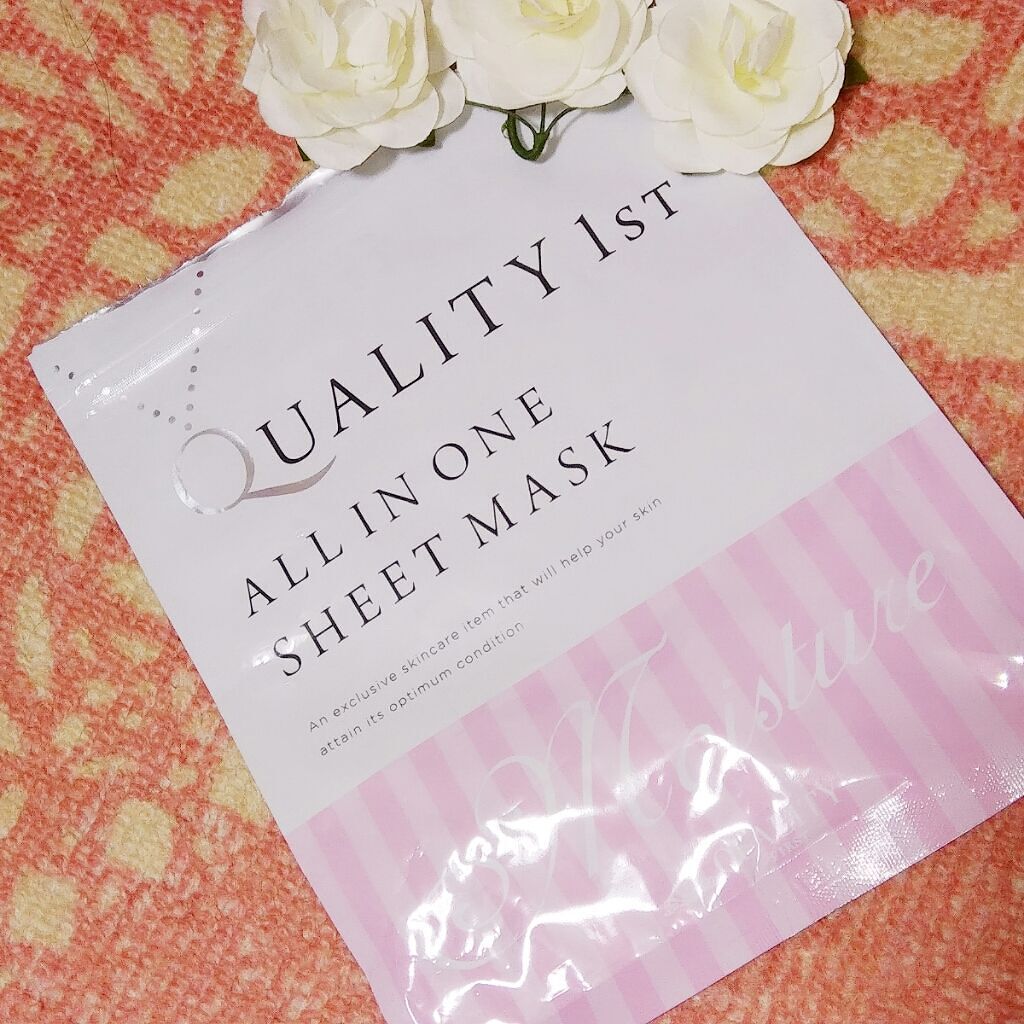 QUALITY 1ST
ALL IN ONE
SHEET MASK
An exclusive skincare item that will help your skin
attain its optimum condition
Moisture